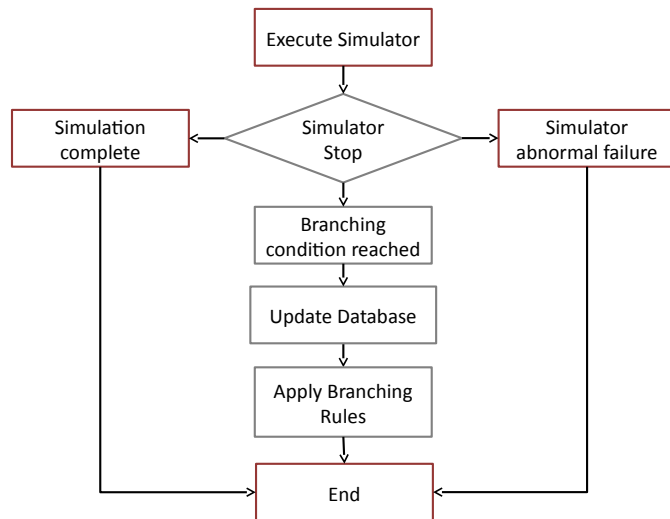 Execute Simulator
Simulation
complete
Simulator
Stop
Simulator
abnormal failure
Branching
condition reached
Update Database
Apply Branching
Rules
End